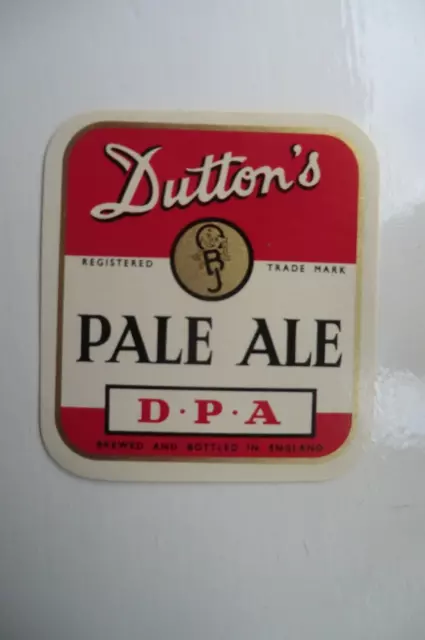 Dutton's
REGISTERED TRADE MARK
PALE ALE
D·P·A
BREWED AND BOTTLED IN ENGLAND